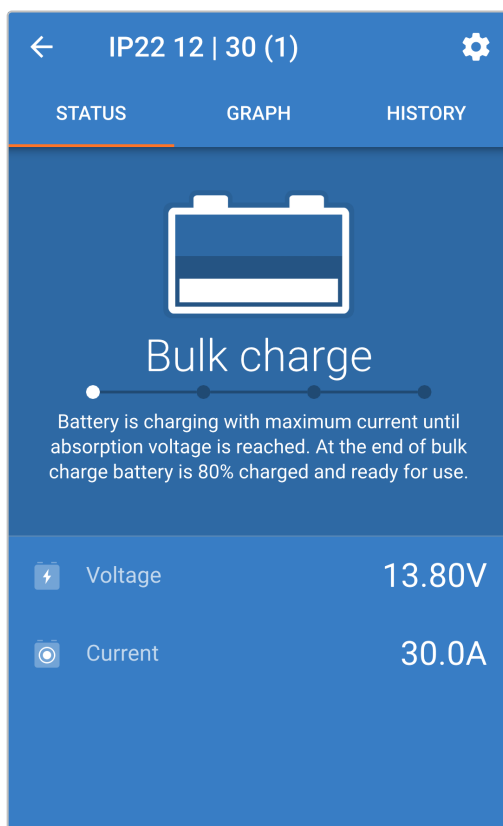 IP22 12 | 30 (1)
STATUS GRAPH HISTORY
Bulk charge
Battery is charging with maximum current until
absorption voltage is reached. At the end of bulk
charge battery is 80% charged and ready for use.
Voltage 13.80V
Current 30.0A